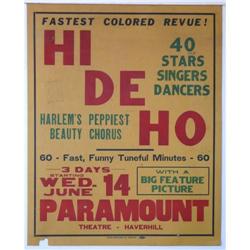 FASTEST COLORED REVUE!
HI
DE
HO
40
STARS
SINGERS
DANCERS
HARLEM'S PEPPIEST
BEAUTY CHORUS
60 - Fast, Funny Tuneful Minutes - 60
3 DAYS
STARTING
WED. JUNE 14
WITH A
BIG FEATURE
PICTURE
PARAMOUNT
THEATRE - HAVERHILL